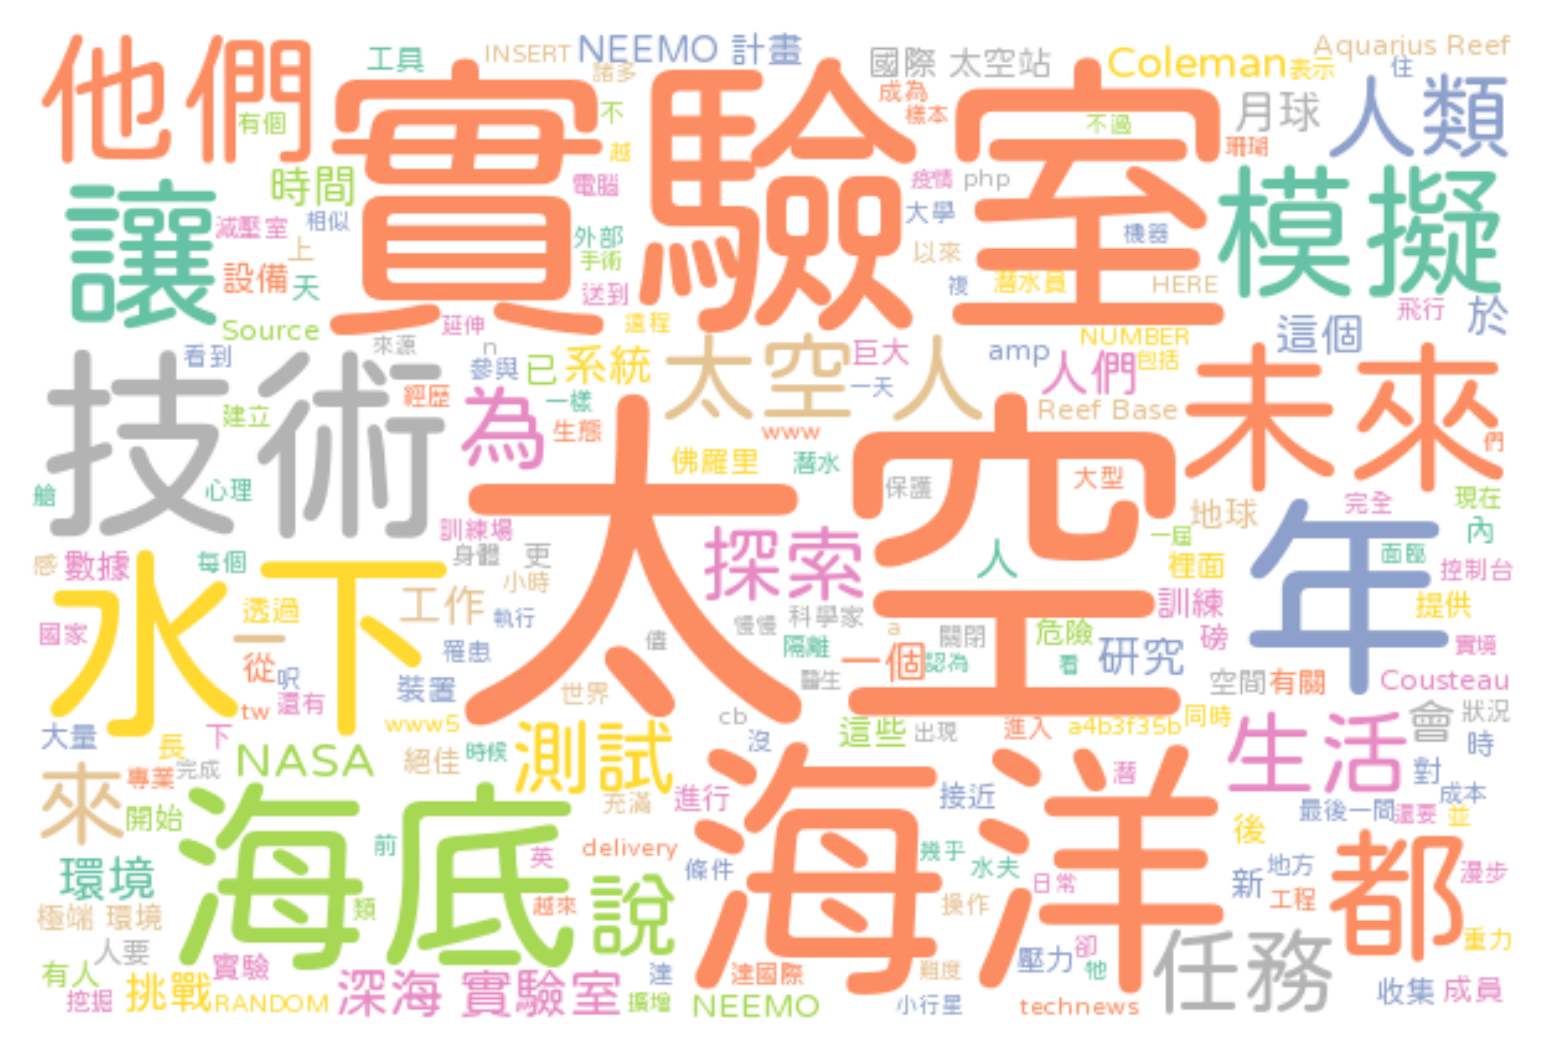 他們
工具
INSERT
NEEMO 計畫
諸多
國際 太空站
Coleman
表示
Aquarius Reef
住
人類
有個
實驗室
不
越
成為
樣本
不過
月球
珊瑚
讓
時間
電腦
疫情
php
模擬
減壓室
相似
上
設備
天
外部
手術
送到
大學
以來
複
潛水員
機器
HERE
飛行
於
Source
延伸
遠程
NUMBER
這個
看到
來源
n
參與
已
系統
太空人
巨大
一天
amp
人們
包括
未來
技術
建立
經歷
為
一樣
生態
www
Reef Base
們
艙
心理
佛羅里
潛水
太空
保護
大型
地球
完全
現在
內
訓練場
身體
更
探索
人
一屆
年
面臨
感
數據
每個
小時
裡面
控制台
水下
透過
工作
執行
科學家
慢慢
a
關閉
訓練
提供
國家
一
從
呎
罹患
值
隔離
一個
認為
危險
看
研究
磅
實境
tw
還有
裝置
世界
醫生
空間
有關
Cousteau
大量
長
下
www5
cb
沒
這些
出現
進入
a4b3f35b
同時
生活
會
狀況
時
來
專業
完成
NASA
絕佳
時候
測試
海洋
潛
對
成本
開始
海底
充滿
進行
接近
最後一間
還要
並
環境
前
英
delivery
條件
幾乎
水夫
後
都
極端 環境
類
越來
說
日常
新
地方
工程
漫步
人要
操作
重力
有人
挖掘
挑戰
實驗
RANDOM
深海 實驗室
達
擴增
達國際
NEEMO
難度
小行星
壓力
卻
他
technews
任務
收集
成員